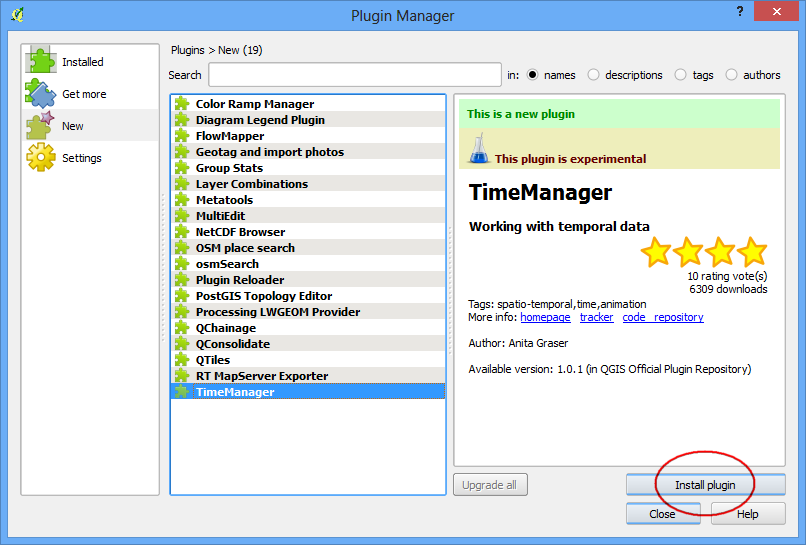 Plugin Manager
?
Installed
Get more
New
Settings
Plugins > New (19)
Search in: names descriptions tags authors
Color Ramp Manager
Diagram Legend Plugin
FlowMapper
Geotag and import photos
Group Stats
Layer Combinations
Metatools
MultiEdit
NetCDF Browser
OSM place search
osmSearch
Plugin Reloader
PostGIS Topology Editor
Processing LWGEOM Provider
QChainage
QConsolidate
QTiles
RT MapServer Exporter
TimeManager
This is a new plugin
This plugin is experimental
TimeManager
Working with temporal data
10 rating vote(s)
6309 downloads
Tags: spatio-temporal,time,animation
More info: homepage tracker code repository
Author: Anita Graser
Available version: 1.0.1 (in QGIS Official Plugin Repository)
Upgrade all
Install plugin
Close
Help